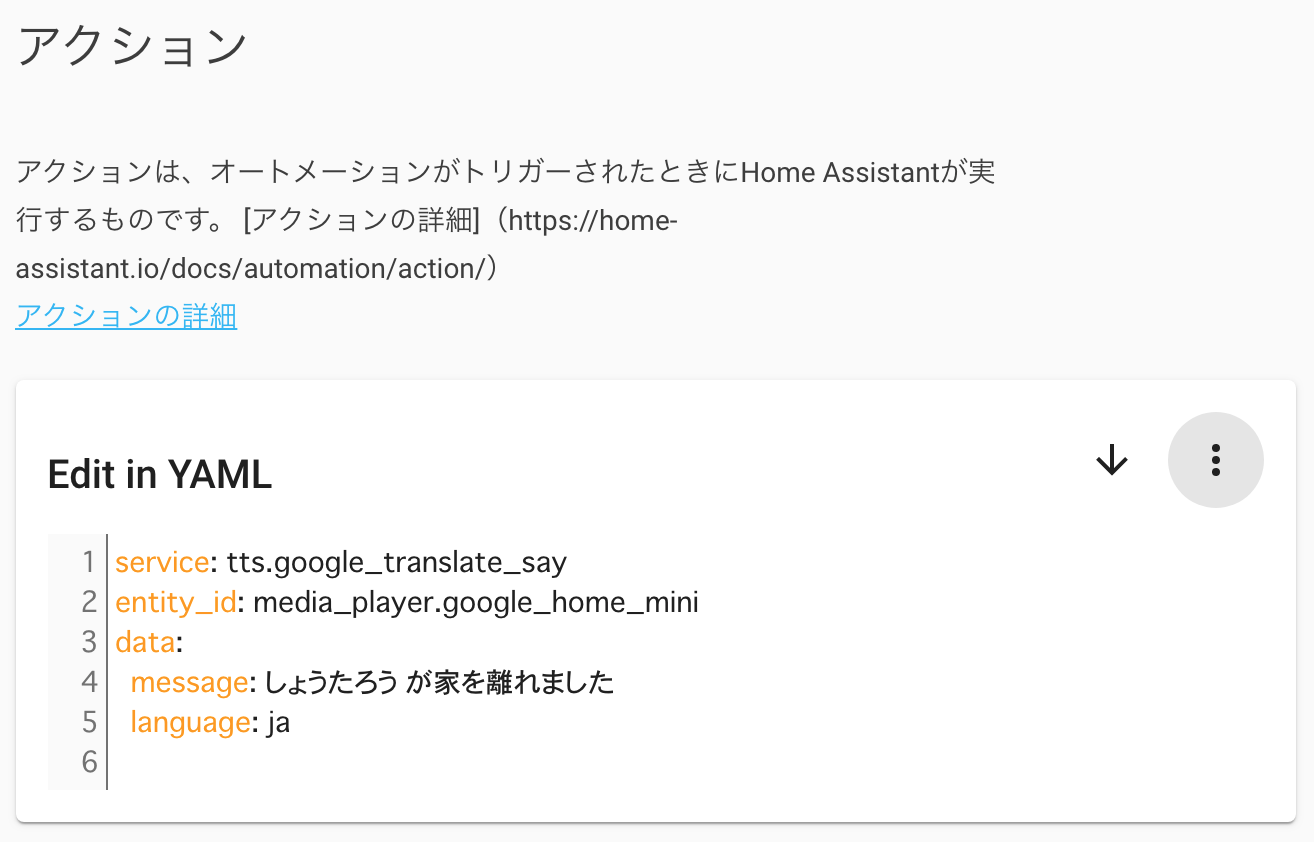 アクション
アクションは、オートメーションがトリガーされたときにHome Assistantが実
行するものです。 [アクションの詳細]（https://home-
assistant.io/docs/automation/action/）
アクションの詳細
Edit in YAML
1 service: tts.google_translate_say
2 entity_id: media_player.google_home_mini
3 data:
4   message: しょうたろう が家を離れました
5   language: ja
6